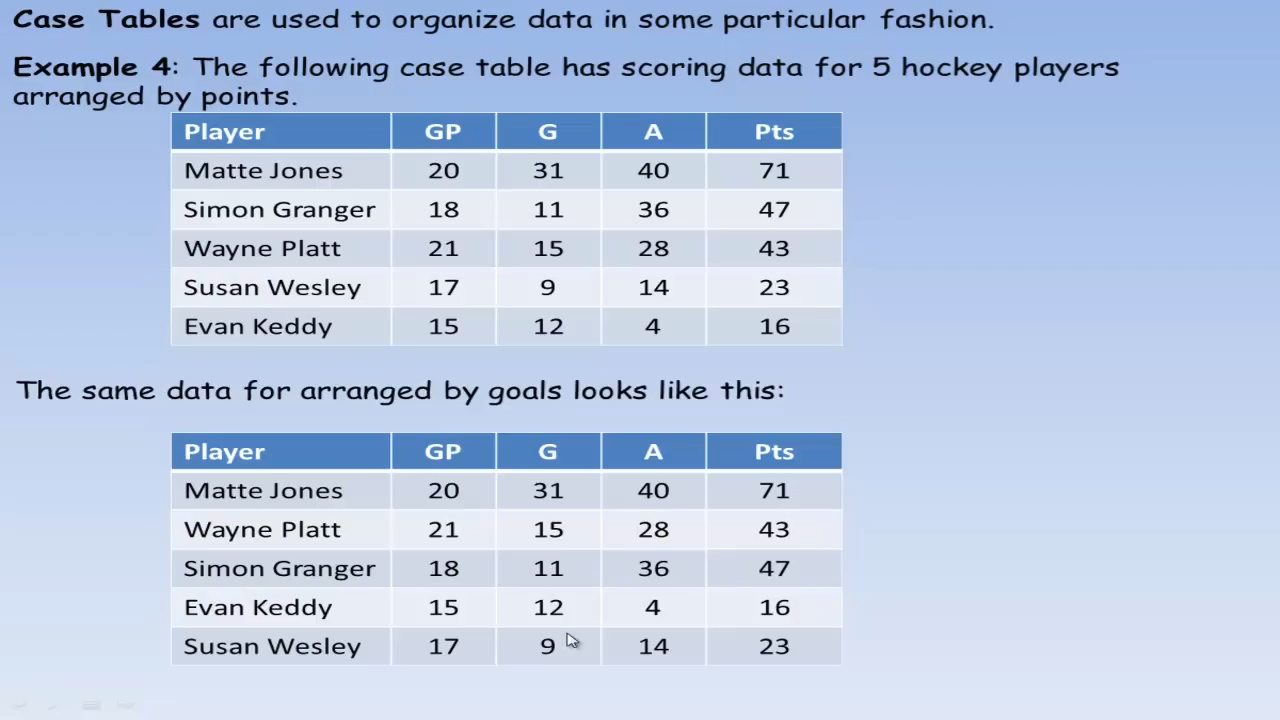 Case Tables are used to organize data in some particular fashion.
Example 4: The following case table has scoring data for 5 hockey players
arranged by points.
Player GP G A Pts
Matte Jones 20 31 40 71
Simon Granger 18 11 36 47
Wayne Platt 21 15 28 43
Susan Wesley 17 9 14 23
Evan Keddy 15 12 4 16
The same data for arranged by goals looks like this:
Player GP G A Pts
Matte Jones 20 31 40 71
Wayne Platt 21 15 28 43
Simon Granger 18 11 36 47
Evan Keddy 15 12 4 16
Susan Wesley 17 9 14 23